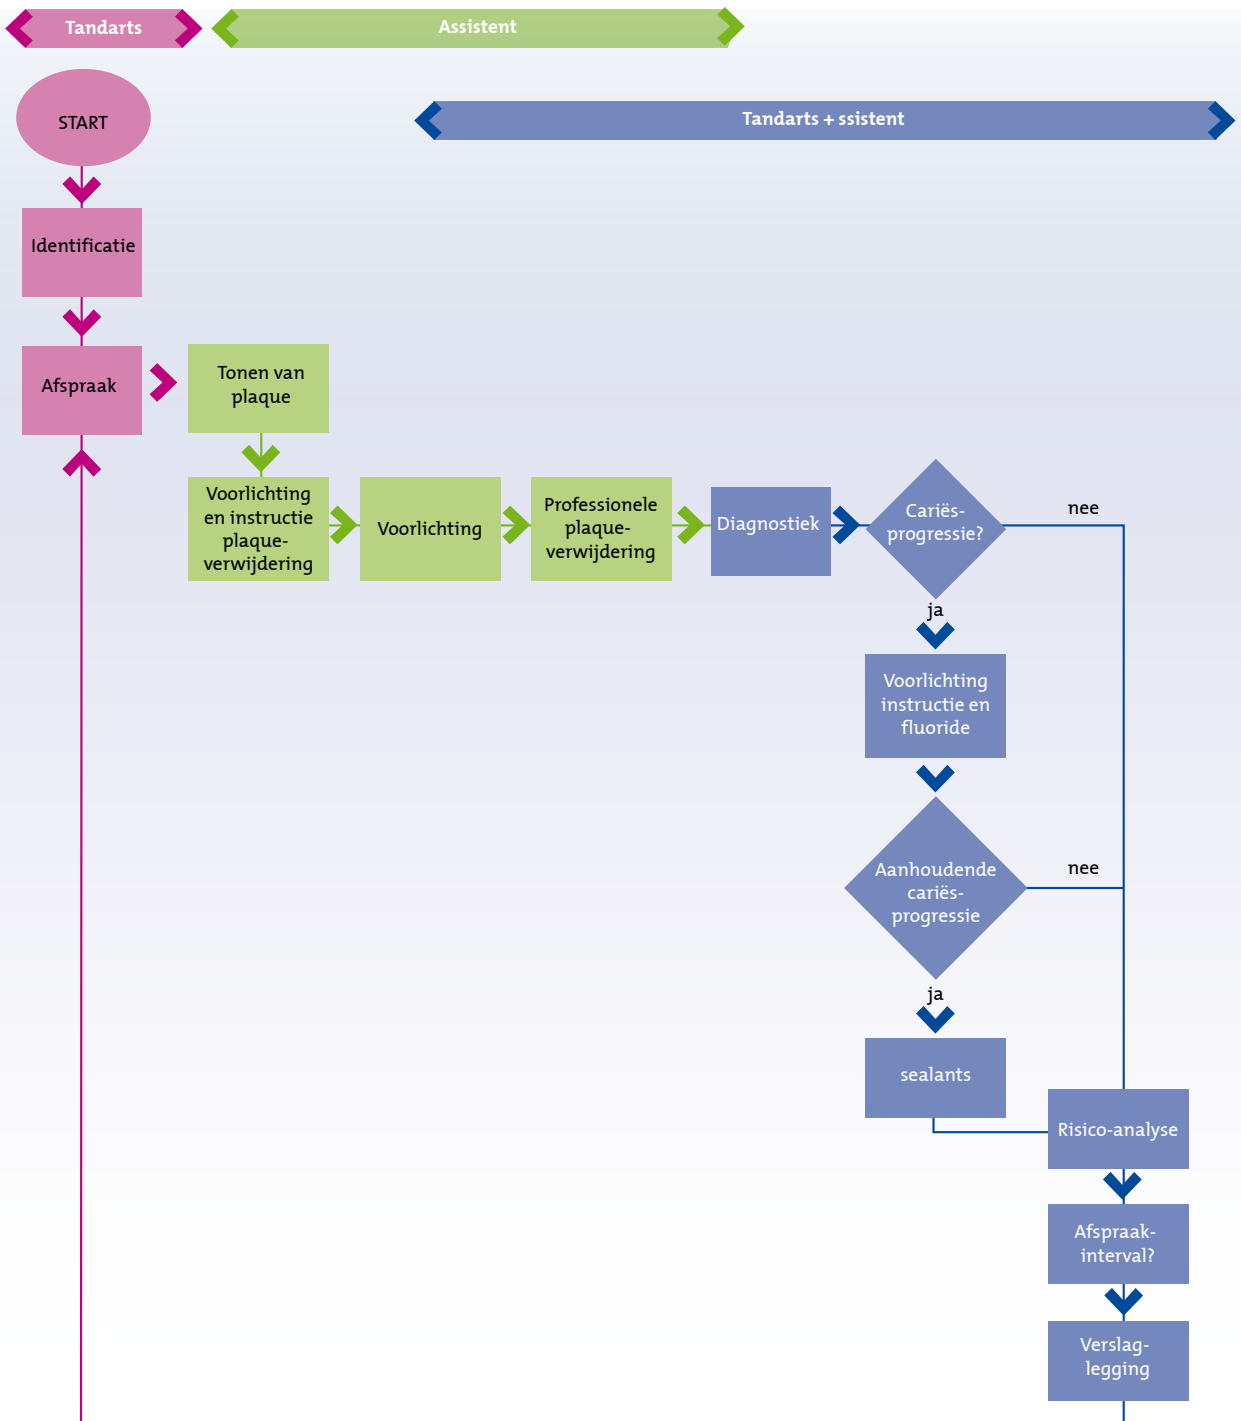 Tandarts
Assistent
START
Tandarts + ssistent
Identificatie
Afspraak
Tonen van
plaque
Voorlichting
en instructie
plaque-
verwijdering
Voorlichting
Professionele
plaque-
verwijdering
Diagnostiek
Cariës-
progressie?
nee
ja
Voorlichting
instructie en
fluoride
Aanhoudende
cariës-
progressie
nee
ja
sealants
Risico-analyse
Afspraak-
interval?
Verslag-
legging